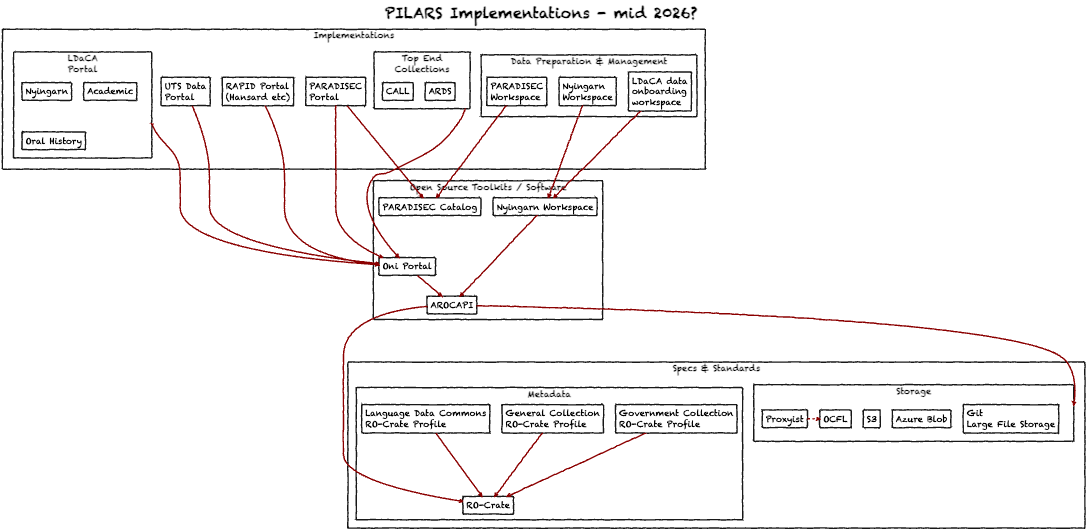 PILARS Implementations - mid 2026?
Implementations
LDaCA
Portal
Nyingarn
Academic
Oral History
UTS Data
Portal
RAPID Portal
(Hansard etc)
PARADISEC
Portal
Top End
Collections
CALL
ARDS
Data Preparation & Management
PARADISEC
Workspace
Nyingarn
Workspace
LDaCA data
onboarding
workspace
Open Source Toolkits / Software
PARADISEC Catalog
Nyingarn Workspace
Oni Portal
AROCAPI
Specs & Standards
Metadata
Language Data Commons
RO-Crate Profile
General Collection
RO-Crate Profile
Government Collection
RO-Crate Profile
RO-Crate
Storage
Proxyist
OCFL
S3
Azure Blob
Git
Large File Storage